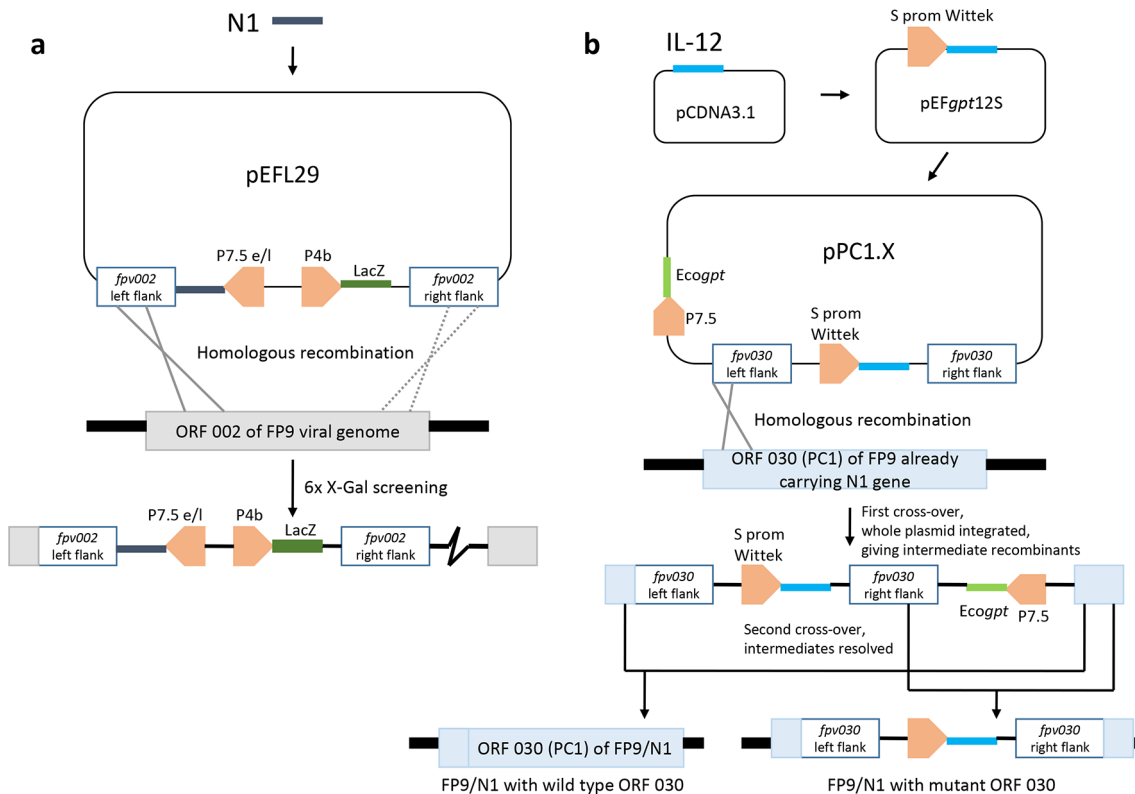 a
N1
pEFL29
P7.5 e/l
P4b
LacZ
fpv002
left flank
fpv002
right flank
Homologous recombination
ORF 002 of FP9 viral genome
6x X-Gal screening
P7.5 e/l
P4b
LacZ
fpv002
left flank
fpv002
right flank
b
IL-12
pCDNA3.1
S prom Wittek
pEFgpt12S
pPC1.X
Ecogpt
P7.5
S prom
Wittek
fpv030
left flank
fpv030
right flank
Homologous recombination
ORF 030 (PC1) of FP9 already
carrying N1 gene
First cross-over,
whole plasmid integrated,
giving intermediate recombinants
S prom
Wittek
fpv030
left flank
fpv030
right flank
Ecogpt
P7.5
Second cross-over,
intermediates resolved
ORF 030 (PC1) of FP9/N1
FP9/N1 with wild type ORF 030
fpv030
left flank
fpv030
right flank
FP9/N1 with mutant ORF 030